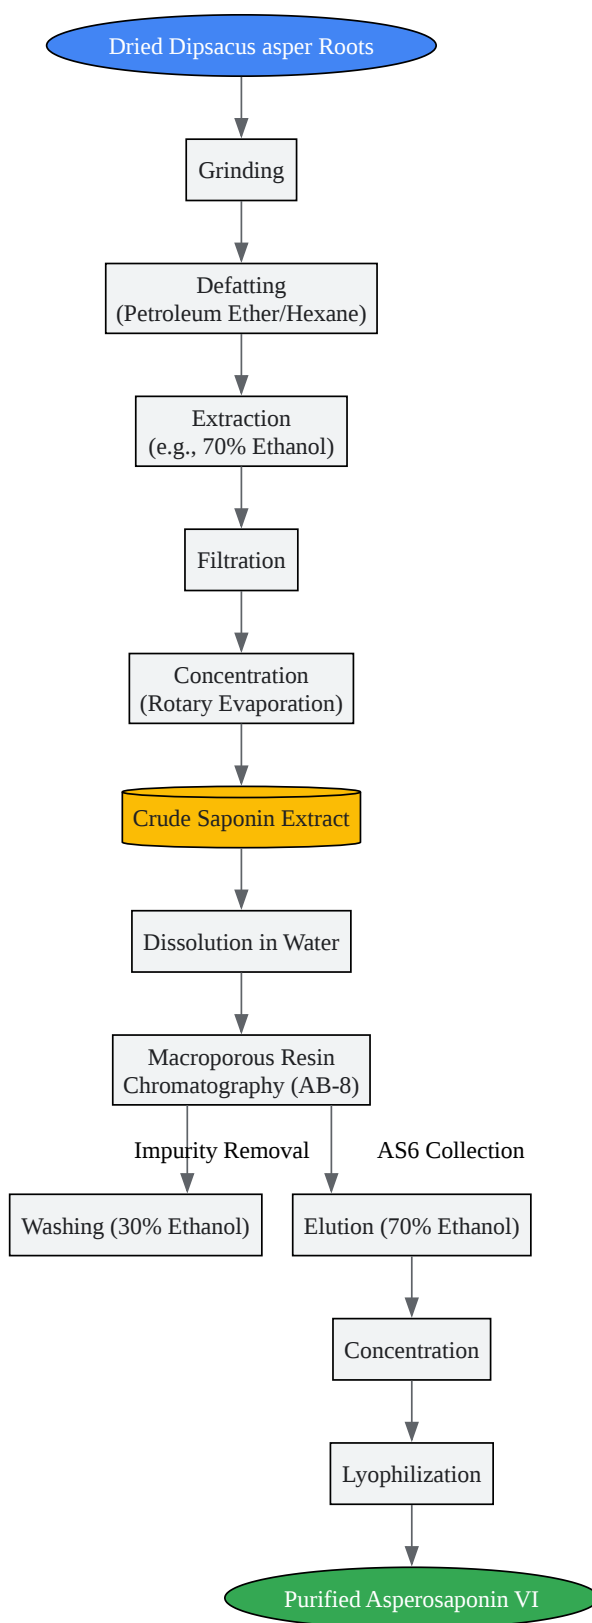 Dried Dipsacus asper Roots
Grinding
Defatting
(Petroleum Ether/Hexane)
Extraction
(e.g., 70% Ethanol)
Filtration
Concentration
(Rotary Evaporation)
Crude Saponin Extract
Dissolution in Water
Macroporous Resin
Chromatography (AB-8)
Impurity Removal
AS6 Collection
Washing (30% Ethanol)
Elution (70% Ethanol)
Concentration
Lyophilization
Purified Asperosaponin VI